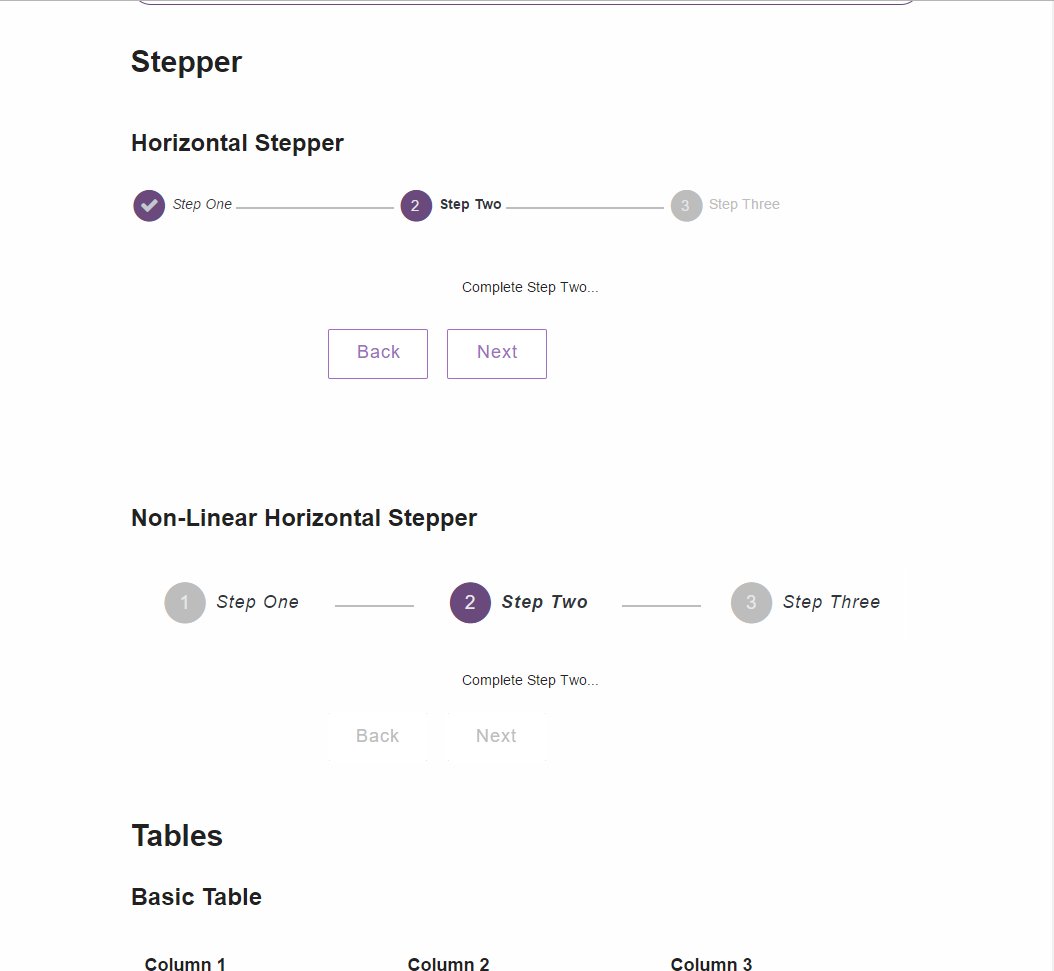 Stepper
Horizontal Stepper
Step One 2 Step Two 3 Step Three
Complete Step Two...
Back Next
Non-Linear Horizontal Stepper
1 Step One 2 Step Two 3 Step Three
Complete Step Two...
Back Next
Tables
Basic Table
Column 1 Column 2 Column 3